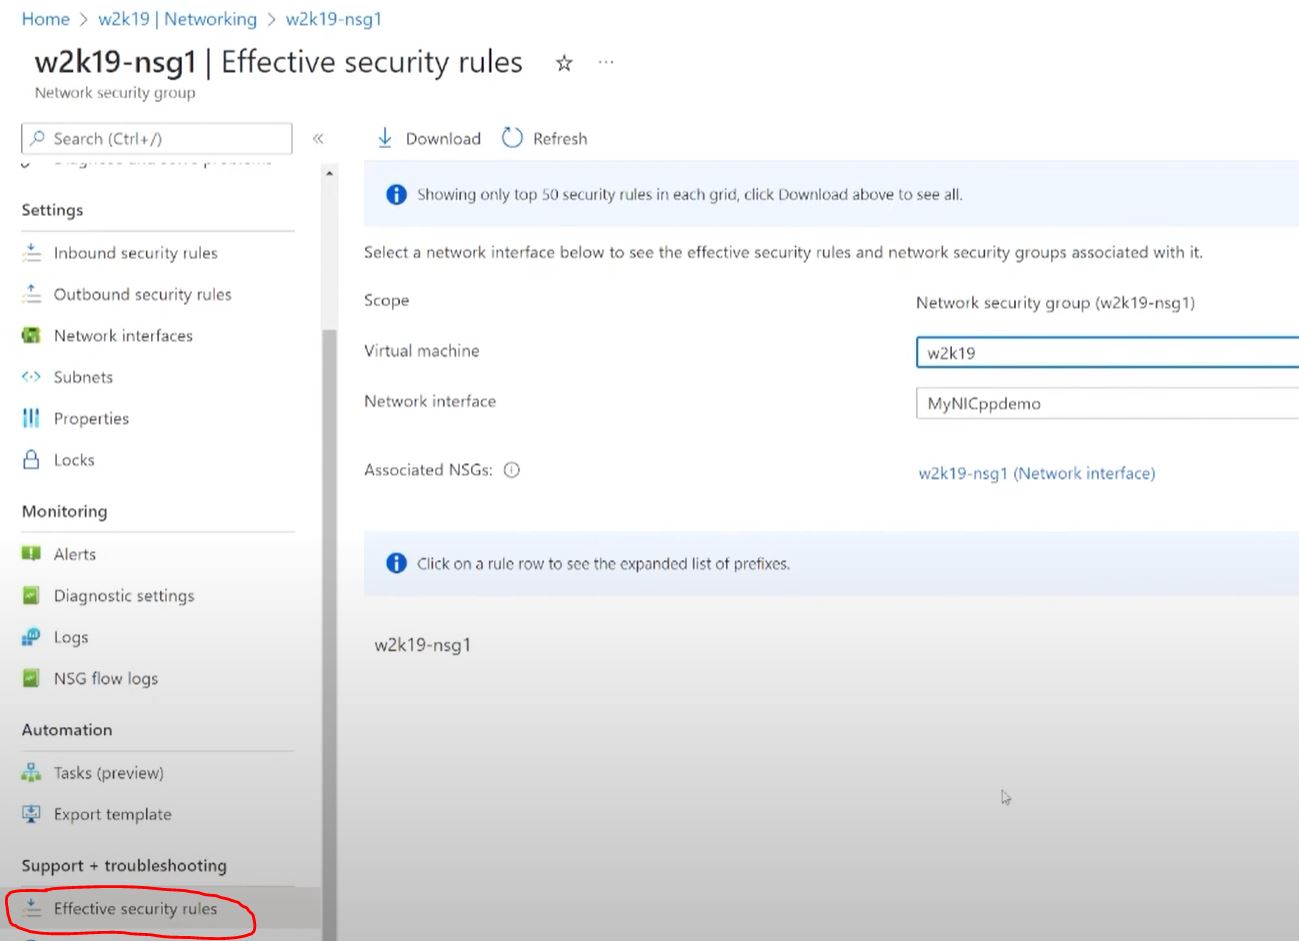 Home > w2k19 | Networking > w2k19-nsg1
w2k19-nsg1 | Effective security rules
Network security group
Search (Ctrl+/)
Download
Refresh
Showing only top 50 security rules in each grid, click Download above to see all.
Settings
Inbound security rules
Outbound security rules
Network interfaces
Subnets
Properties
Locks
Monitoring
Alerts
Diagnostic settings
Logs
NSG flow logs
Automation
Tasks (preview)
Export template
Support + troubleshooting
Effective security rules
Select a network interface below to see the effective security rules and network security groups associated with it.
Scope
Network security group (w2k19-nsg1)
Virtual machine
w2k19
Network interface
MyNICppdemo
Associated NSGs:
w2k19-nsg1 (Network interface)
Click on a rule row to see the expanded list of prefixes.
w2k19-nsg1